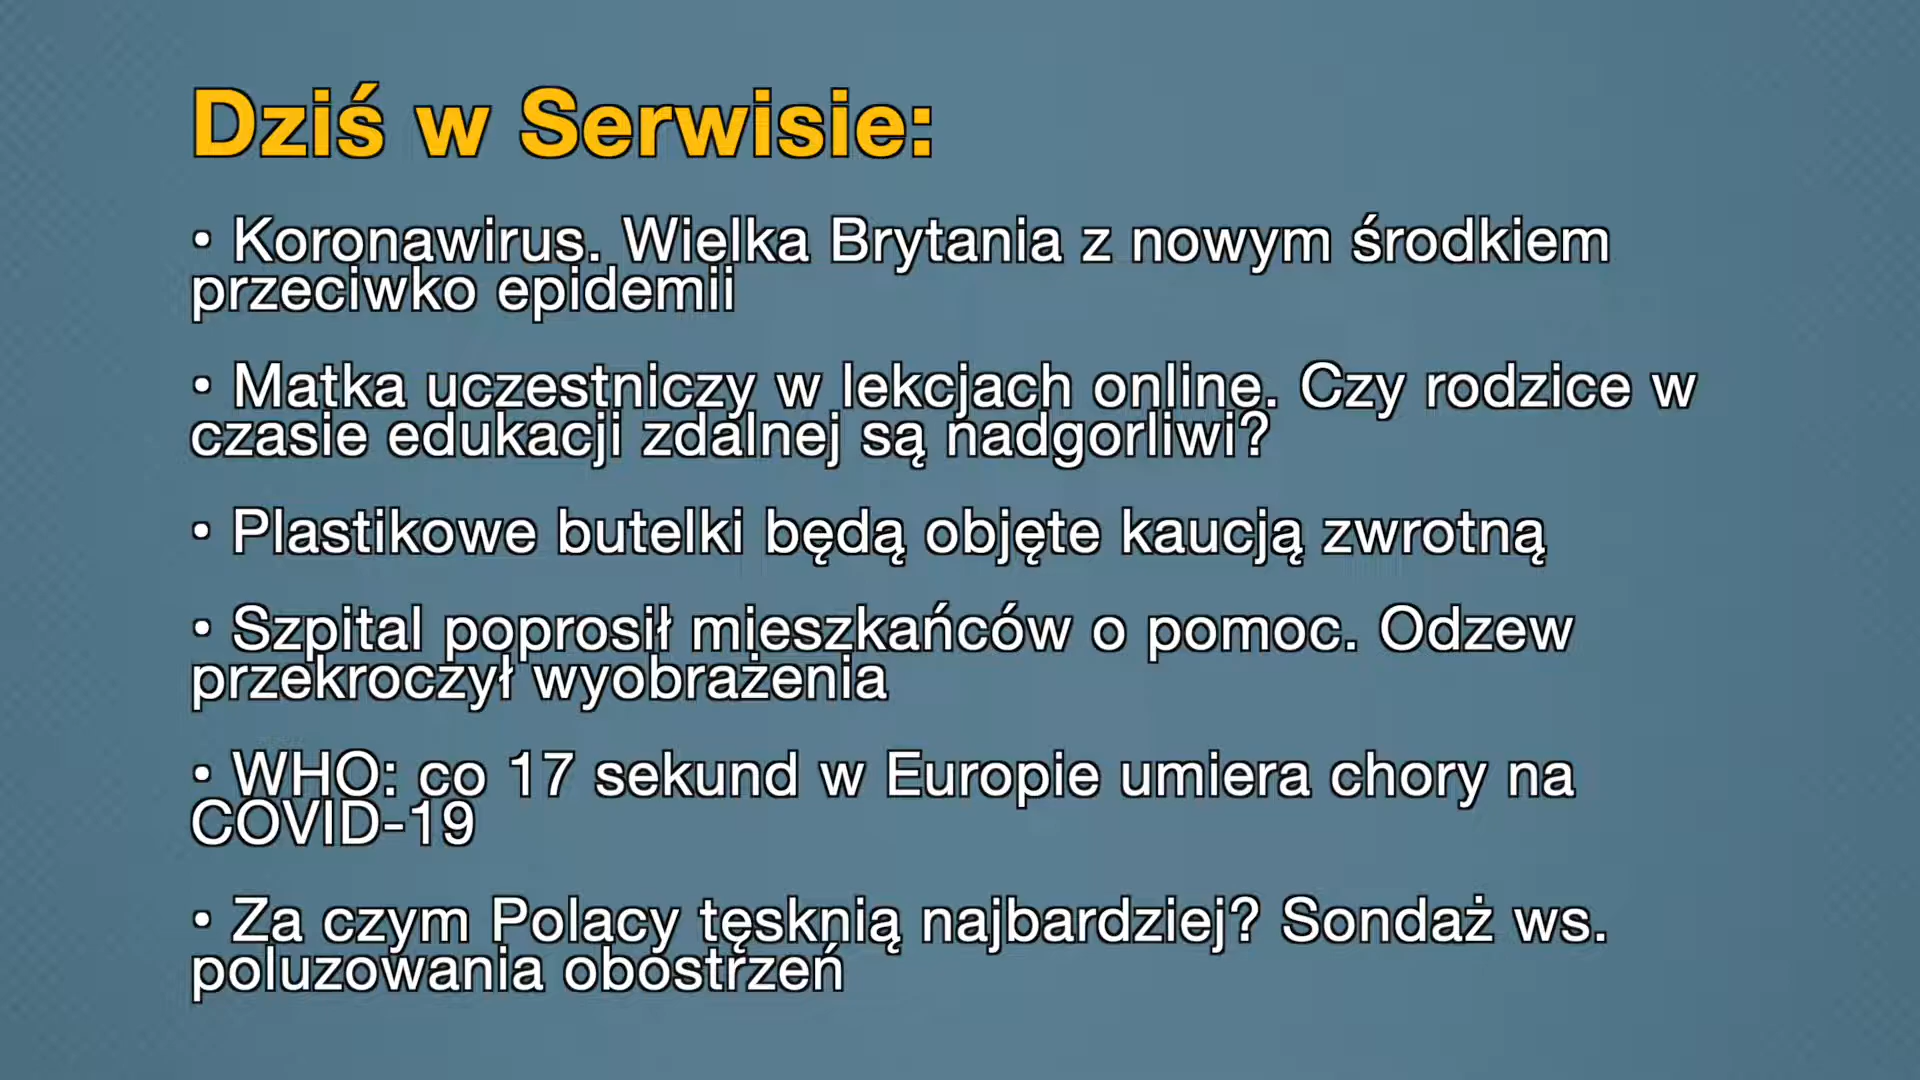 Dziś w Serwisie:
• Koronawirus. Wielka Brytania z nowym środkiem
przeciwko epidemii
• Matka uczestniczy w lekcjach online. Czy rodzice w
czasie edukacji zdalnej są nadgorliwi?
• Plastikowe butelki będą objęte kaucją zwrotną
• Szpital poprosił mieszkańców o pomoc. Odzew
przekroczył wyobrażenia
• WHO: co 17 sekund w Europie umiera chory na
COVID-19
• Za czym Polacy tęsknią najbardziej? Sondaż ws.
poluzowania obostrzeń